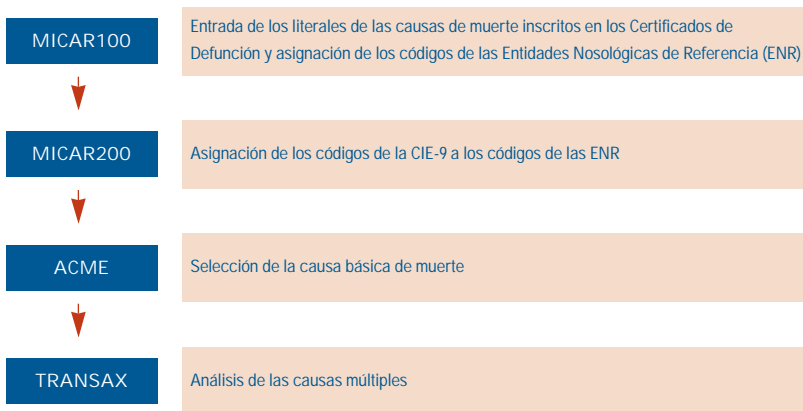 MICAR100
Entrada de los literales de las causas de muerte inscritos en los Certificados de
Defunción y asignación de los códigos de las Entidades Nosológicas de Referencia (ENR)
MICAR200
Asignación de los códigos de la CIE-9 a los códigos de las ENR
ACME
Selección de la causa básica de muerte
TRANSAX
Análisis de las causas múltiples